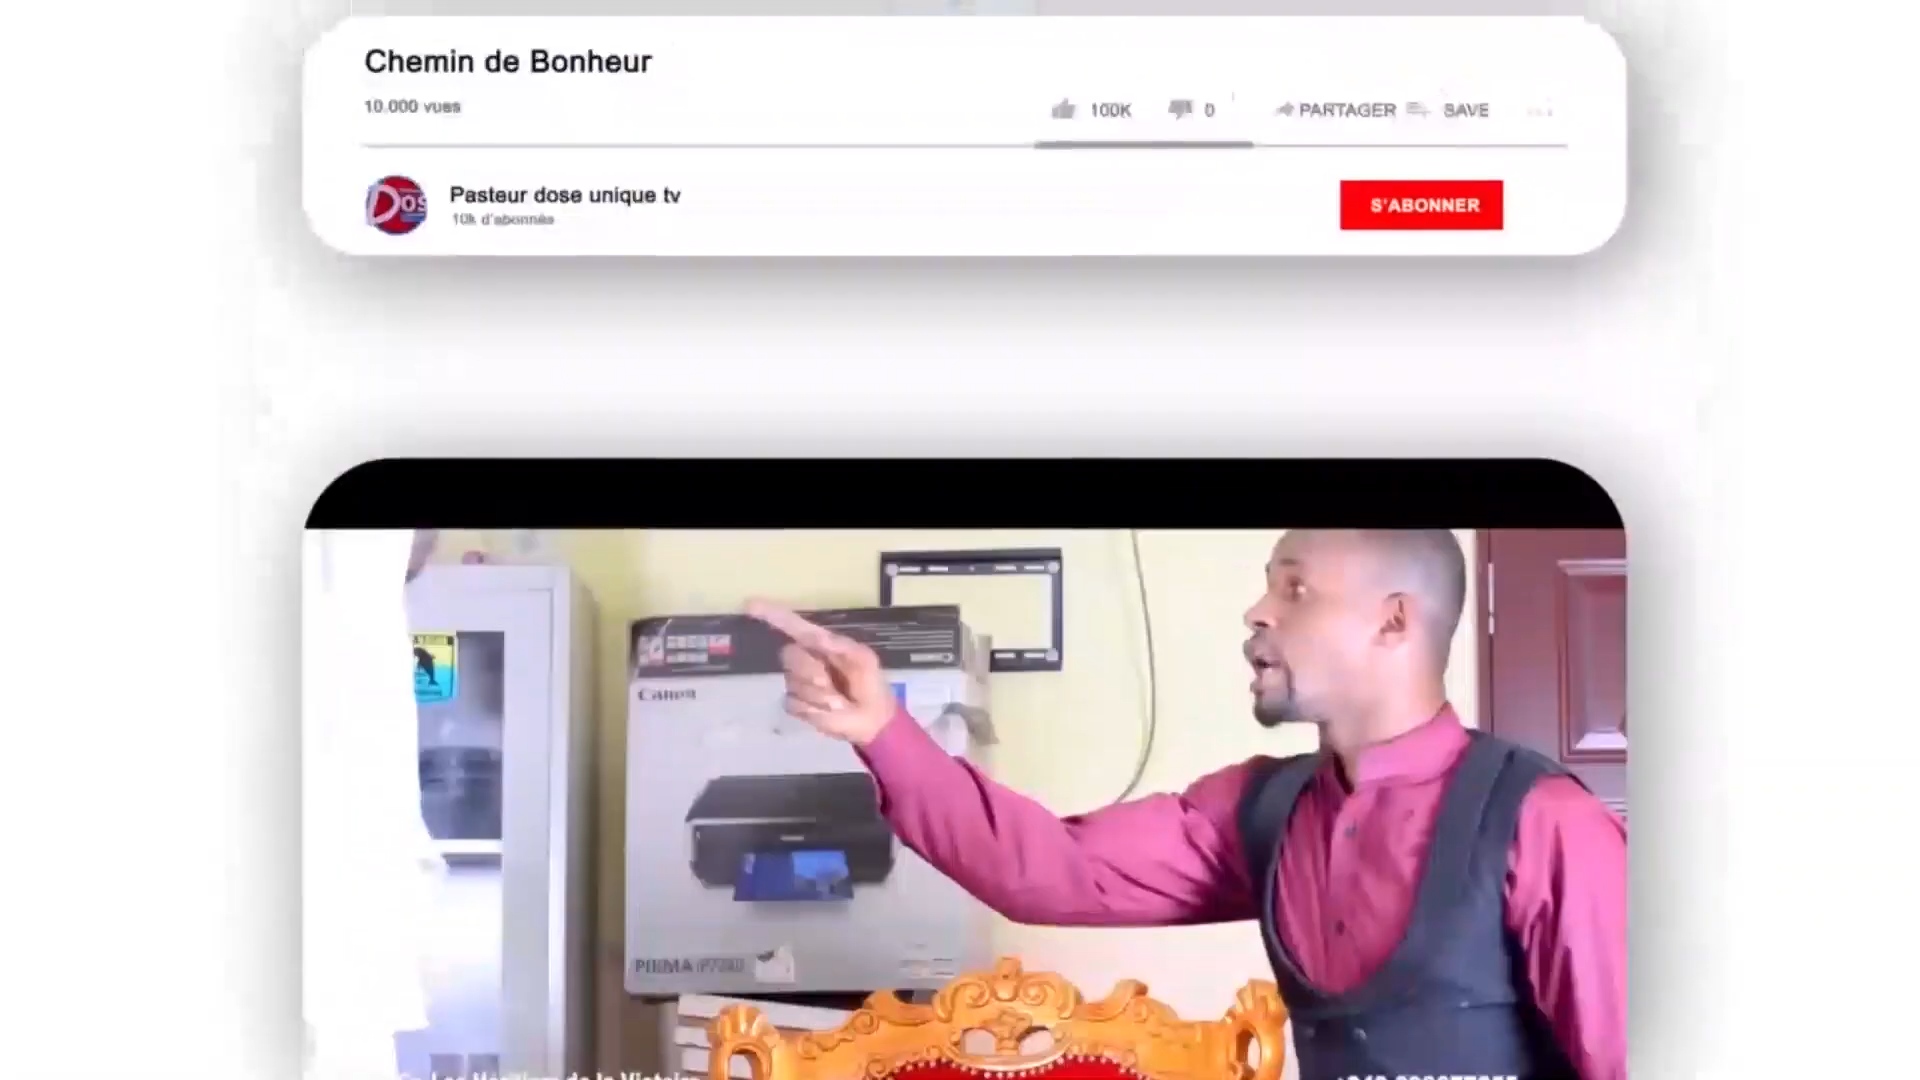 Chemin de Bonheur
10.000 vues
100K 0 PARTAGER SAVE
Pasteur dose unique tv
10k d'abonnés
S'ABONNER
Dos
Canon
PIXMA